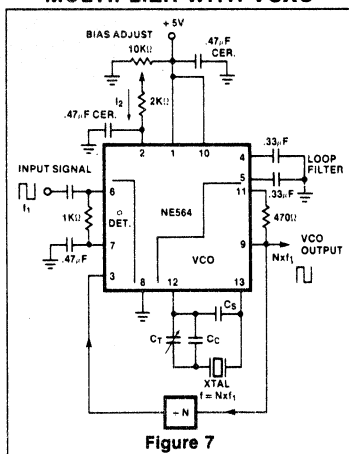 MULTIPLIER WITH VCXO
+ 5V
BIAS ADJUST
10KΩ
.47µF
CER.
I2
2KΩ
.47µF CER.
.33µF
2
1
10
4
LOOP
FILTER
5
INPUT SIGNAL
11
.33µF
6
f1
1KΩ
DET.
NE564
470Ω
7
9
VCO
OUTPUT
Nxf1
.47µF
VCO
3
8
12
13
CS
CT
CC
XTAL
f = Nxf1
÷ N
Figure 7